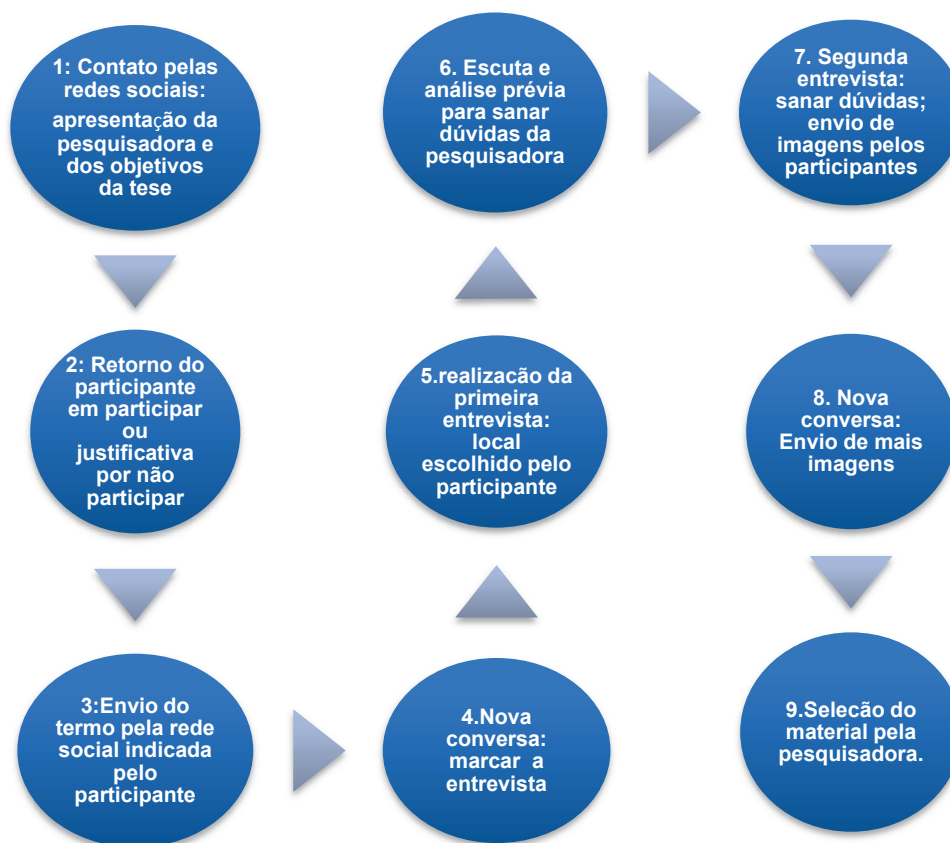 1: Contato pelas
redes sociais:
apresentação da
pesquisadora e
dos objetivos
da tese
2: Retorno do
participante
em participar
ou
justificativa
por não
participar
3:Envio do
termo pela rede
social indicada
pelo
participante
4.Nova
conversa:
marcar a
entrevista
5.realizacão da
primeira
entrevista:
local
escolhido pelo
participante
6. Escuta e
análise prévia
para sanar
dúvidas da
pesquisadora
7. Segunda
entrevista:
sanar dúvidas;
envio de
imagens pelos
participantes
8. Nova
conversa:
Envio de mais
imagens
9.Selecão do
material pela
pesquisadora.